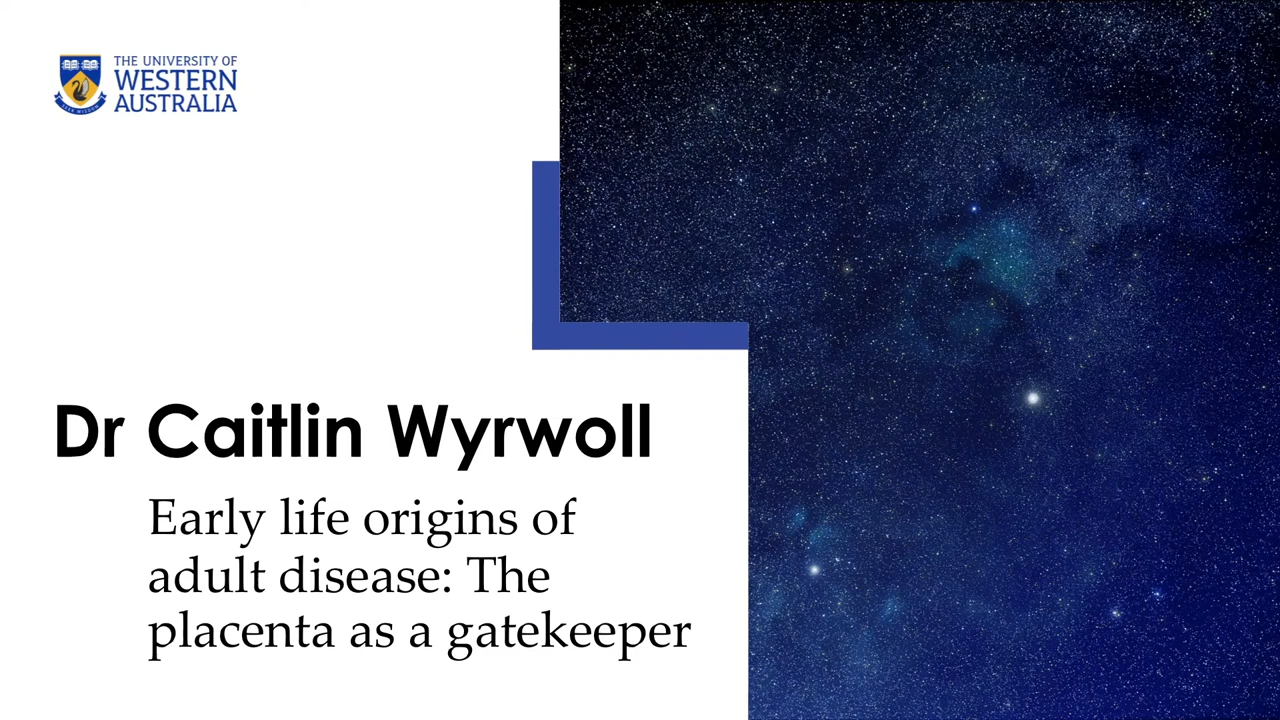 THE UNIVERSITY OF
WESTERN
AUSTRALIA
Dr Caitlin Wyrwoll
Early life origins of
adult disease: The
placenta as a gatekeeper